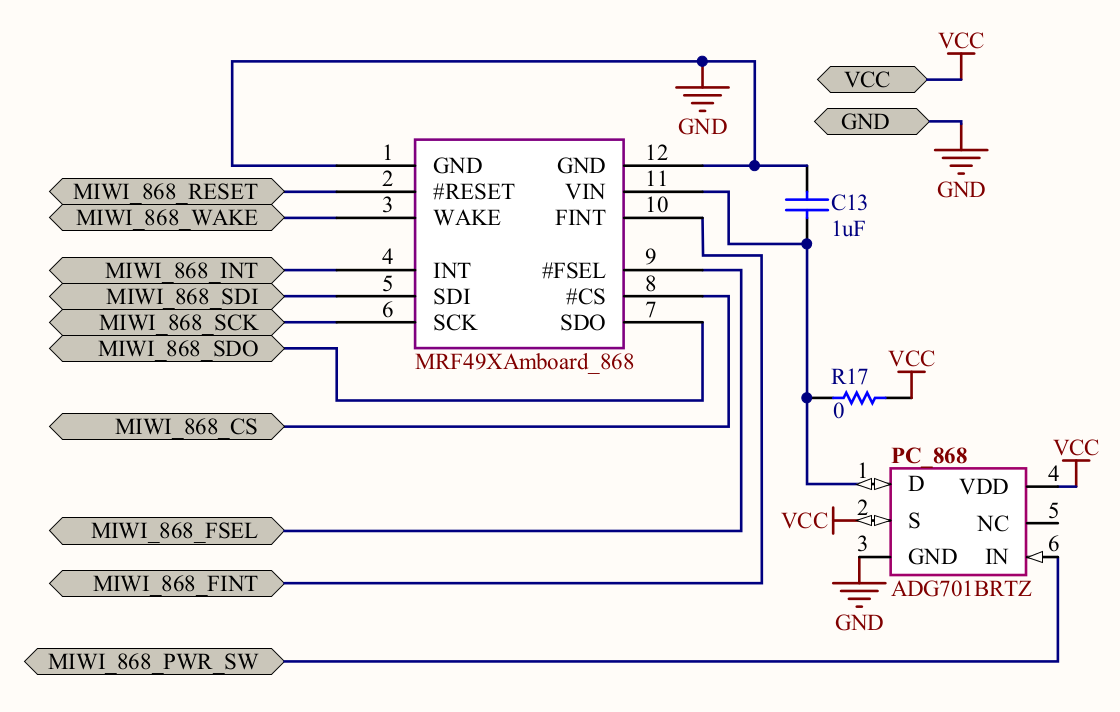 VCC
VCC
GND
GND
GND
1
2
3
4
5
6
GND
#RESET
WAKE
INT
SDI
SCK
GND
VIN
FINT
#FSEL
#CS
SDO
12
11
10
9
8
7
MRF49XAmboard_868
MIWI_868_RESET
MIWI_868_WAKE
MIWI_868_INT
MIWI_868_SDI
MIWI_868_SCK
MIWI_868_SDO
MIWI_868_CS
MIWI_868_FSEL
MIWI_868_FINT
MIWI_868_PWR_SW
C13
1uF
R17
0
VCC
PC_868
VCC
1
2
3
D
S
GND
VDD
NC
IN
4
5
6
VCC
GND
ADG701BRTZ